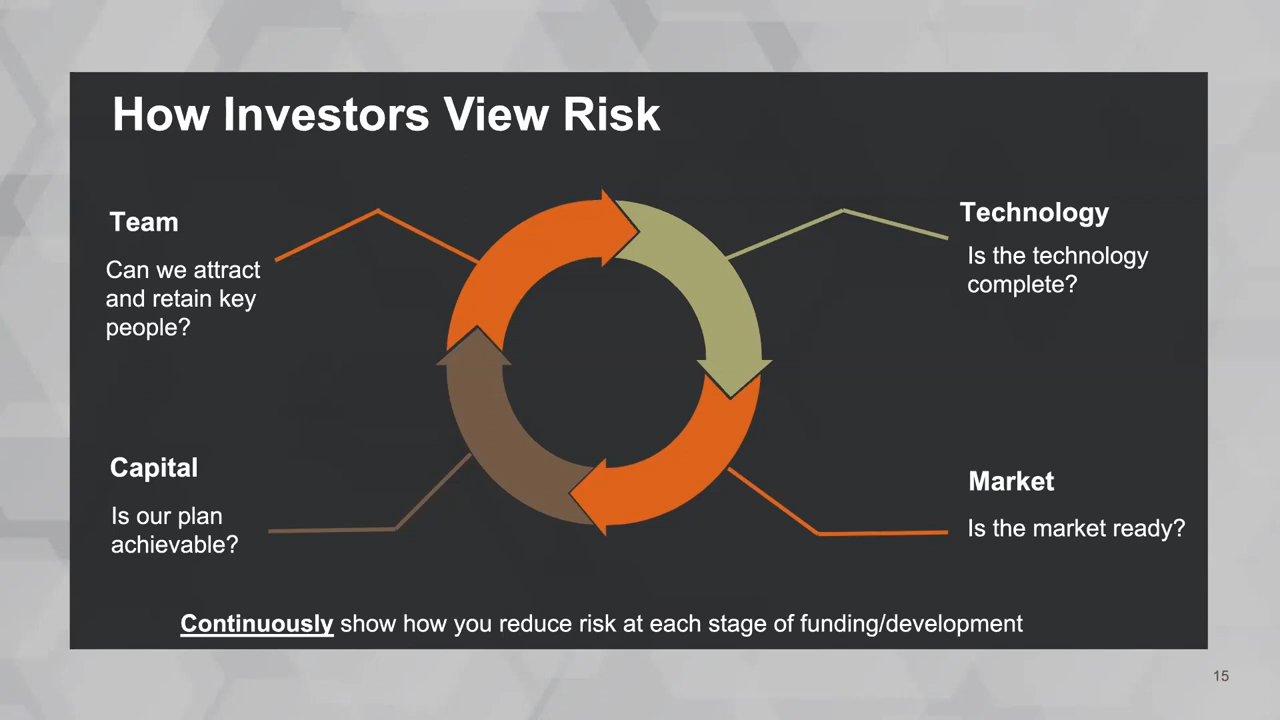 How Investors View Risk
Team
Can we attract
and retain key
people?
Technology
Is the technology
complete?
Capital
Is our plan
achievable?
Market
Is the market ready?
Continuously show how you reduce risk at each stage of funding/development
15